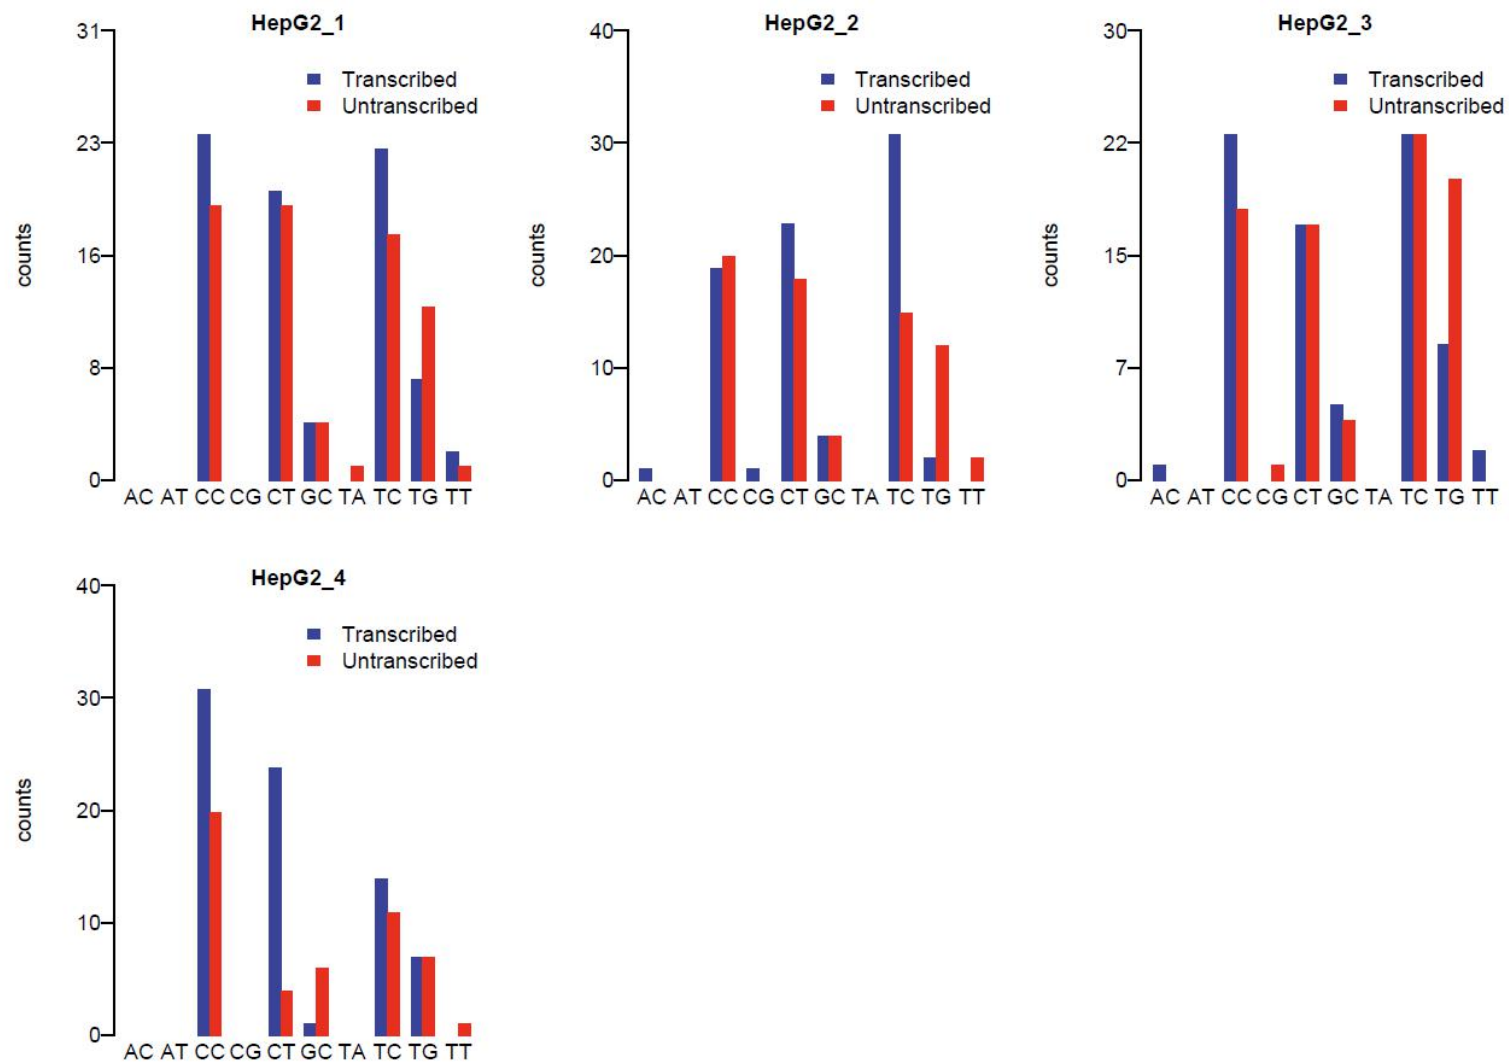 HepG2_1
31
23
16
8
0
counts
Transcribed
Untranscribed
AC AT CC CG CT GC TA TC TG TT
HepG2_2
40
30
20
10
0
counts
Transcribed
Untranscribed
AC AT CC CG CT GC TA TC TG TT
HepG2_3
30
22
15
7
0
counts
Transcribed
Untranscribed
AC AT CC CG CT GC TA TC TG TT
HepG2_4
40
30
20
10
0
counts
Transcribed
Untranscribed
AC AT CC CG CT GC TA TC TG TT